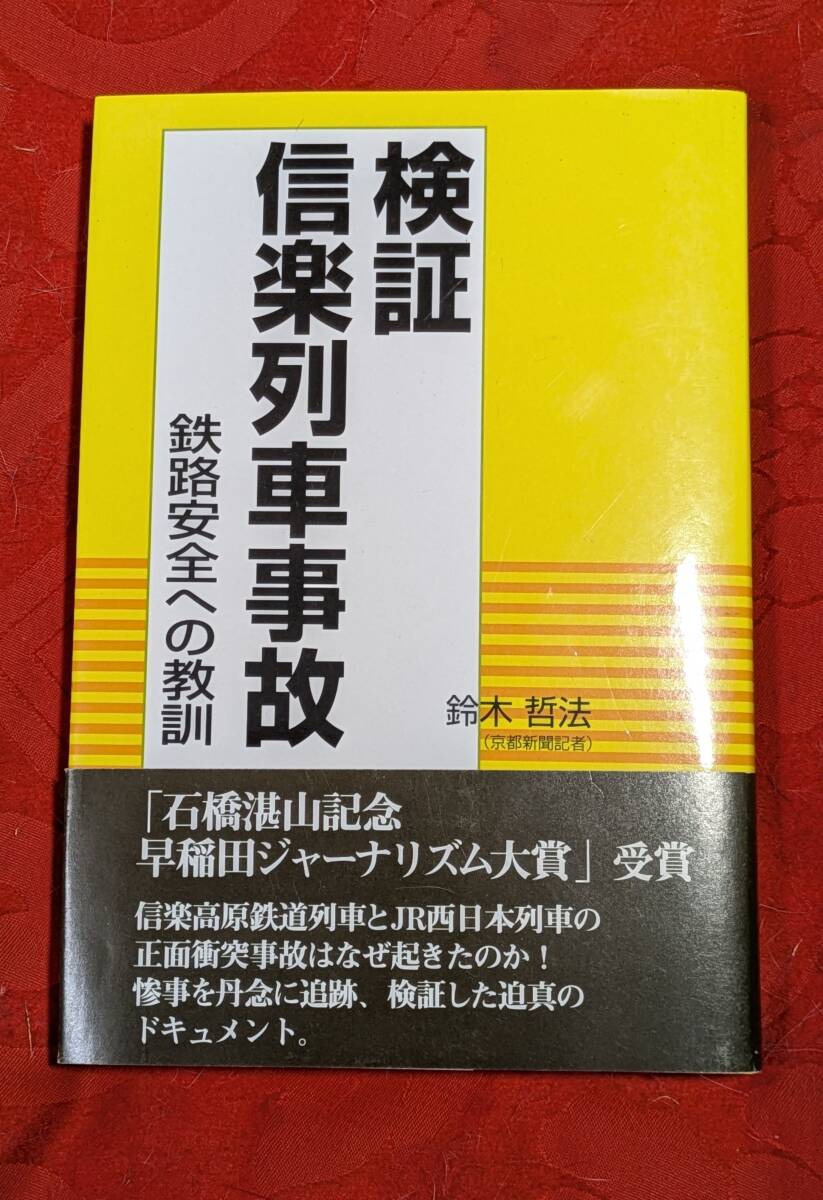 検証
信楽列車事故
鉄路安全への教訓
鈴木 哲法
(京都新聞記者)
「石橋湛山記念
早稲田ジャーナリズム大賞」受賞
信楽高原鉄道列車とJR西日本列車の
正面衝突事故はなぜ起きたのか!
惨事を丹念に追跡、検証した迫真の
ドキュメント。